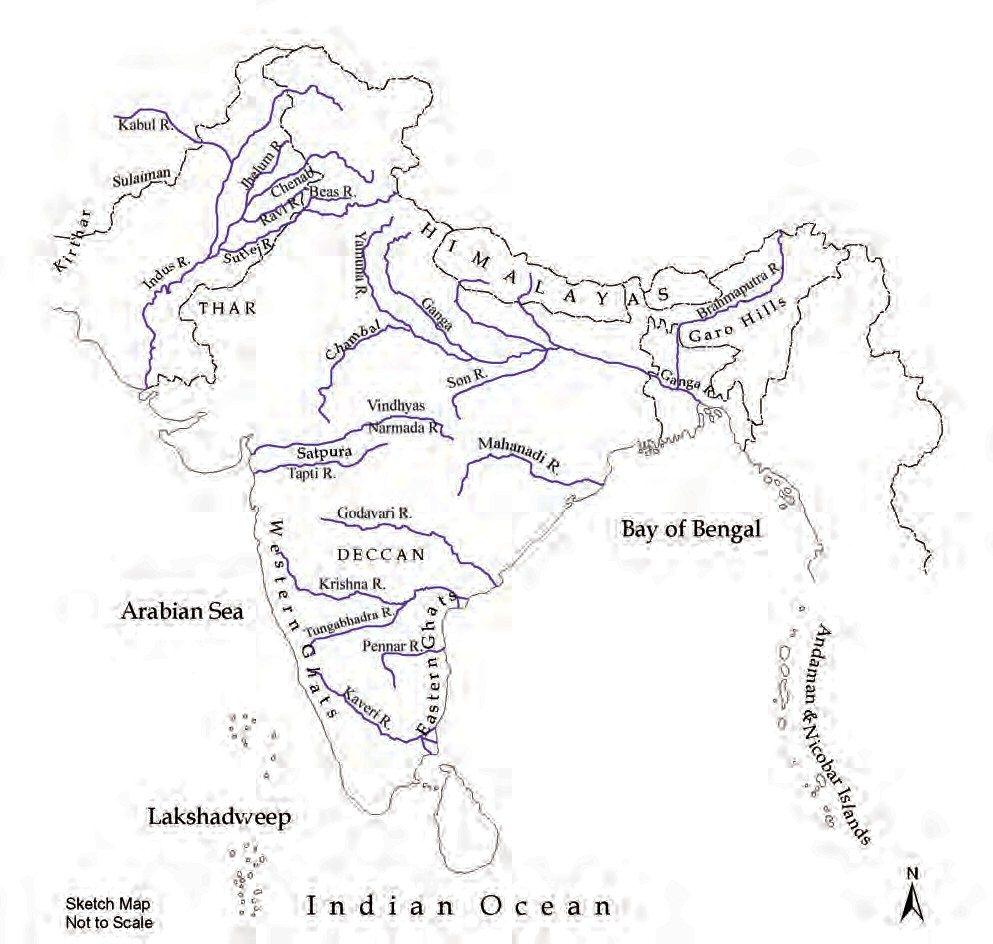 Kabul R.
Jhelum R.
Sulaiman
Chenab
Beas R.
Kirthar
Ravi R.
Sutlej R.
Indus R.
HIMALAYAS
Yamuna R.
Brahmaputra R.
THAR
Ganga
Garo Hills
Chambal
Son R.
Ganga R.
Vindhyas
Narmada R.
Satpura
Mahanadi R.
Tapti R.
Godavari R.
Bay of Bengal
DECCAN
Western Ghats
Krishna R.
Arabian Sea
Tungabhadra R.
Eastern Ghats
Pennar R.
Andaman & Nicobar Islands
Kaveri R.
Lakshadweep
N
Sketch Map
Not to Scale
Indian Ocean